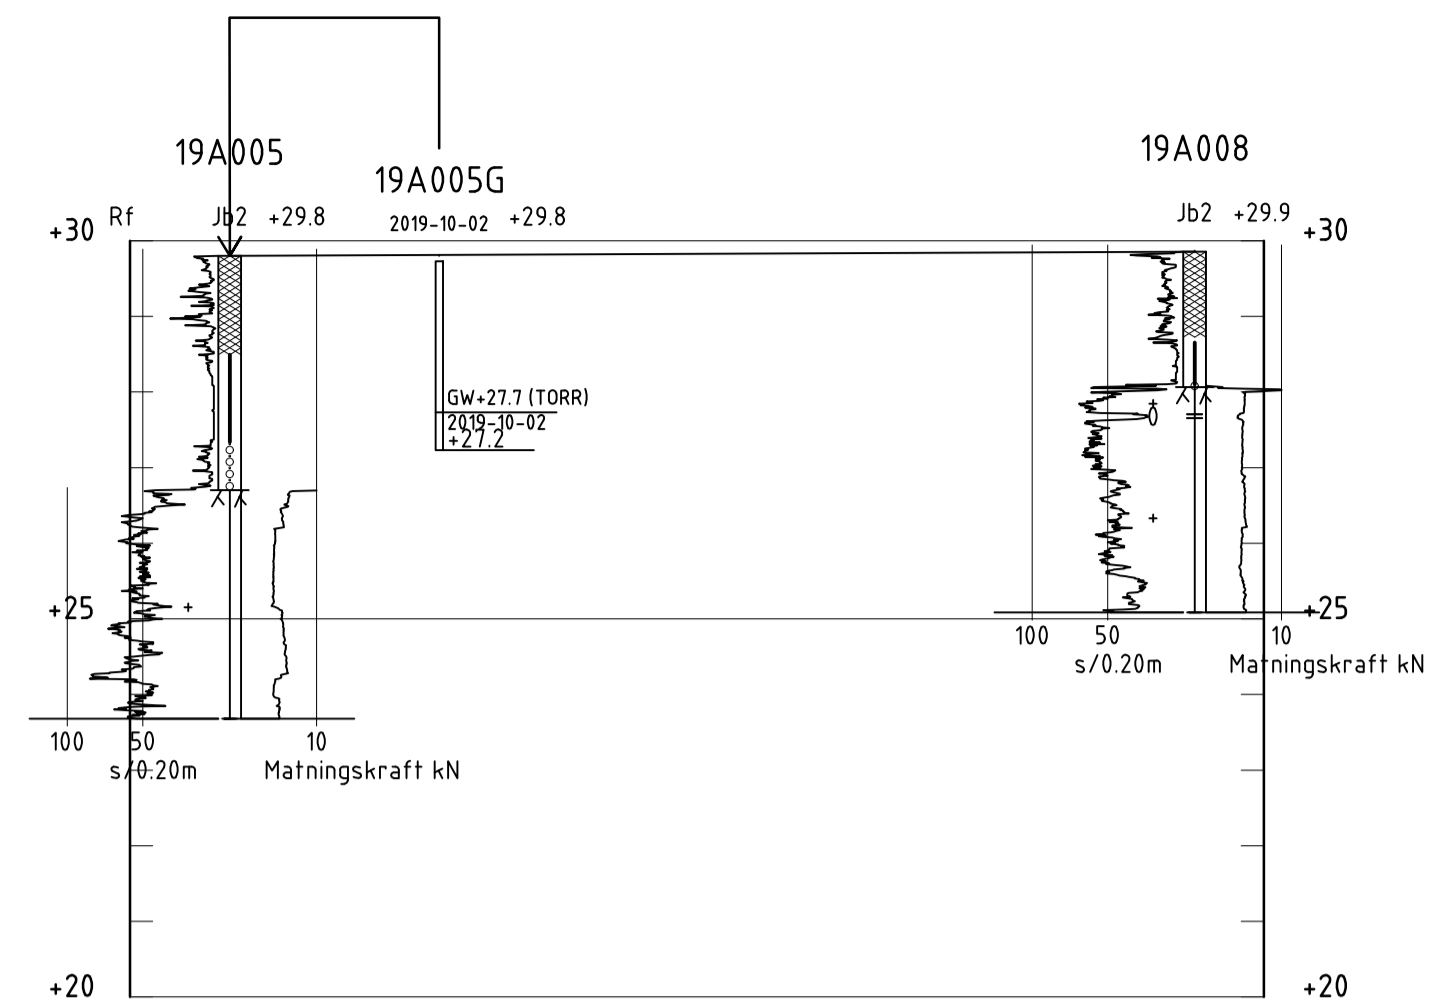 19A005
19A005G
19A008
Rf
Jb2 +29.8
2019-10-02 +29.8
Jb2 +29.9
+30
+30
GW+27.7 (TORR)
2019-10-02
+27.2
+25
+25
100 50 10
s/0.20m Matningskraft kN
100 50 10
s/0.20m Matningskraft kN
+20
+20